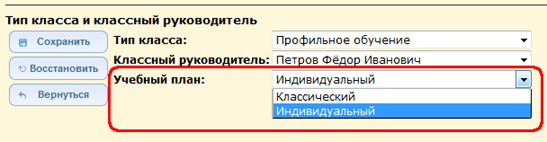 Тип класса и классный руководитель
Сохранить
Тип класса: Профильное обучение
Классный руководитель: Петров Фёдор Иванович
Восстановить
Учебный план: Индивидуальный
Вернуться
Классический
Индивидуальный